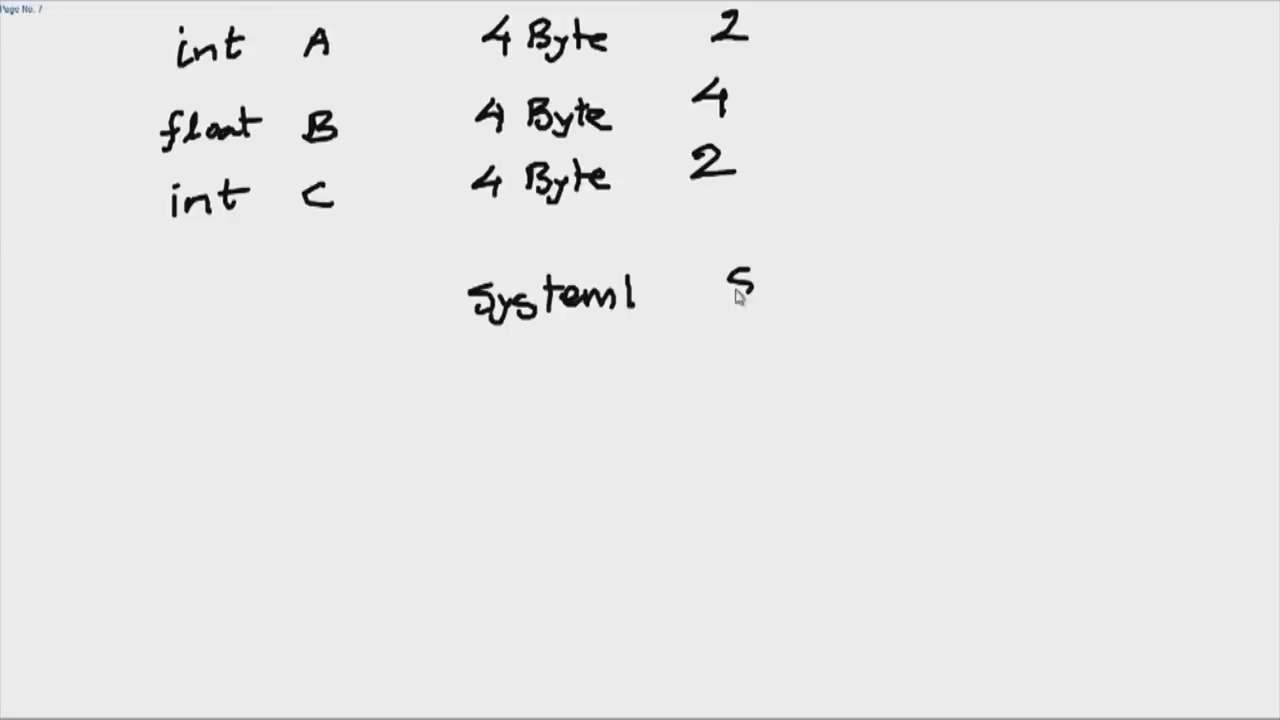 Page No. 7
int A 4 Byte 2
float B 4 Byte 4
int C 4 Byte 2
System1 S